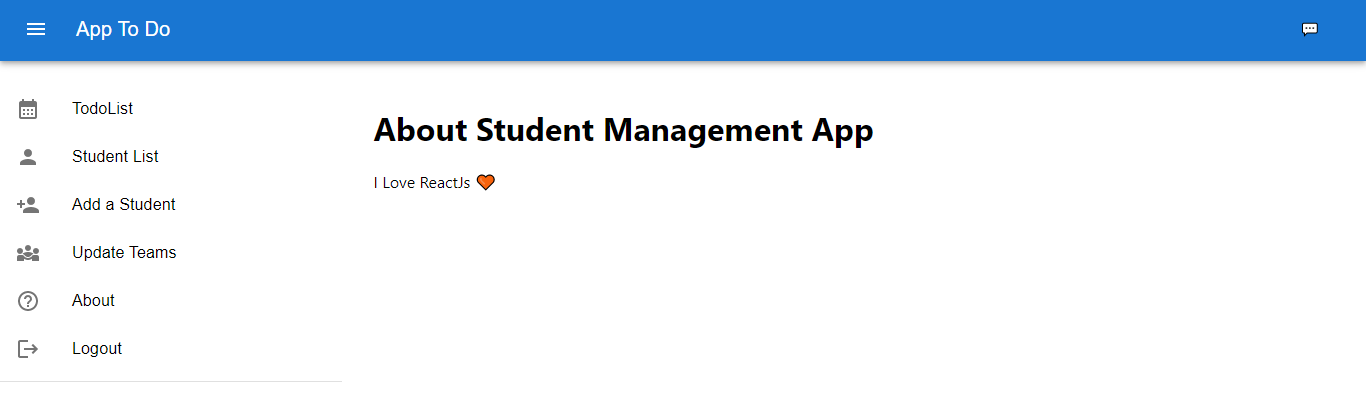 App To Do
TodoList
Student List
Add a Student
Update Teams
About
Logout
About Student Management App
I Love ReactJs 🧡